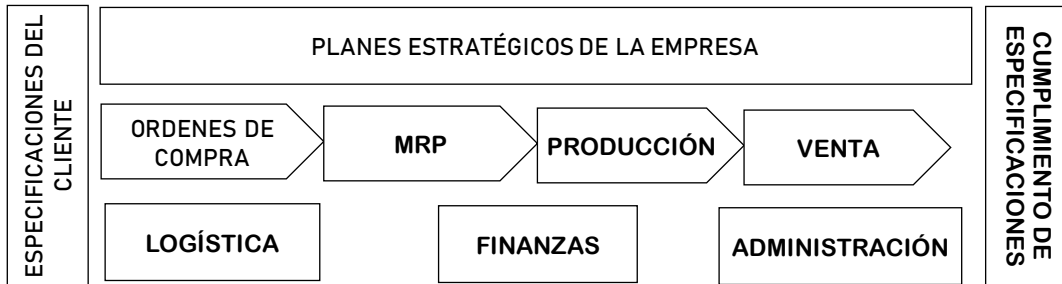 ESPECIFICACIONES DEL
CLIENTE
PLANES ESTRATÉGICOS DE LA EMPRESA
ORDENES DE
COMPRA
MRP
PRODUCCIÓN
VENTA
LOGÍSTICA
FINANZAS
ADMINISTRACIÓN
CUMPLIMIENTO DE
ESPECIFICACIONES